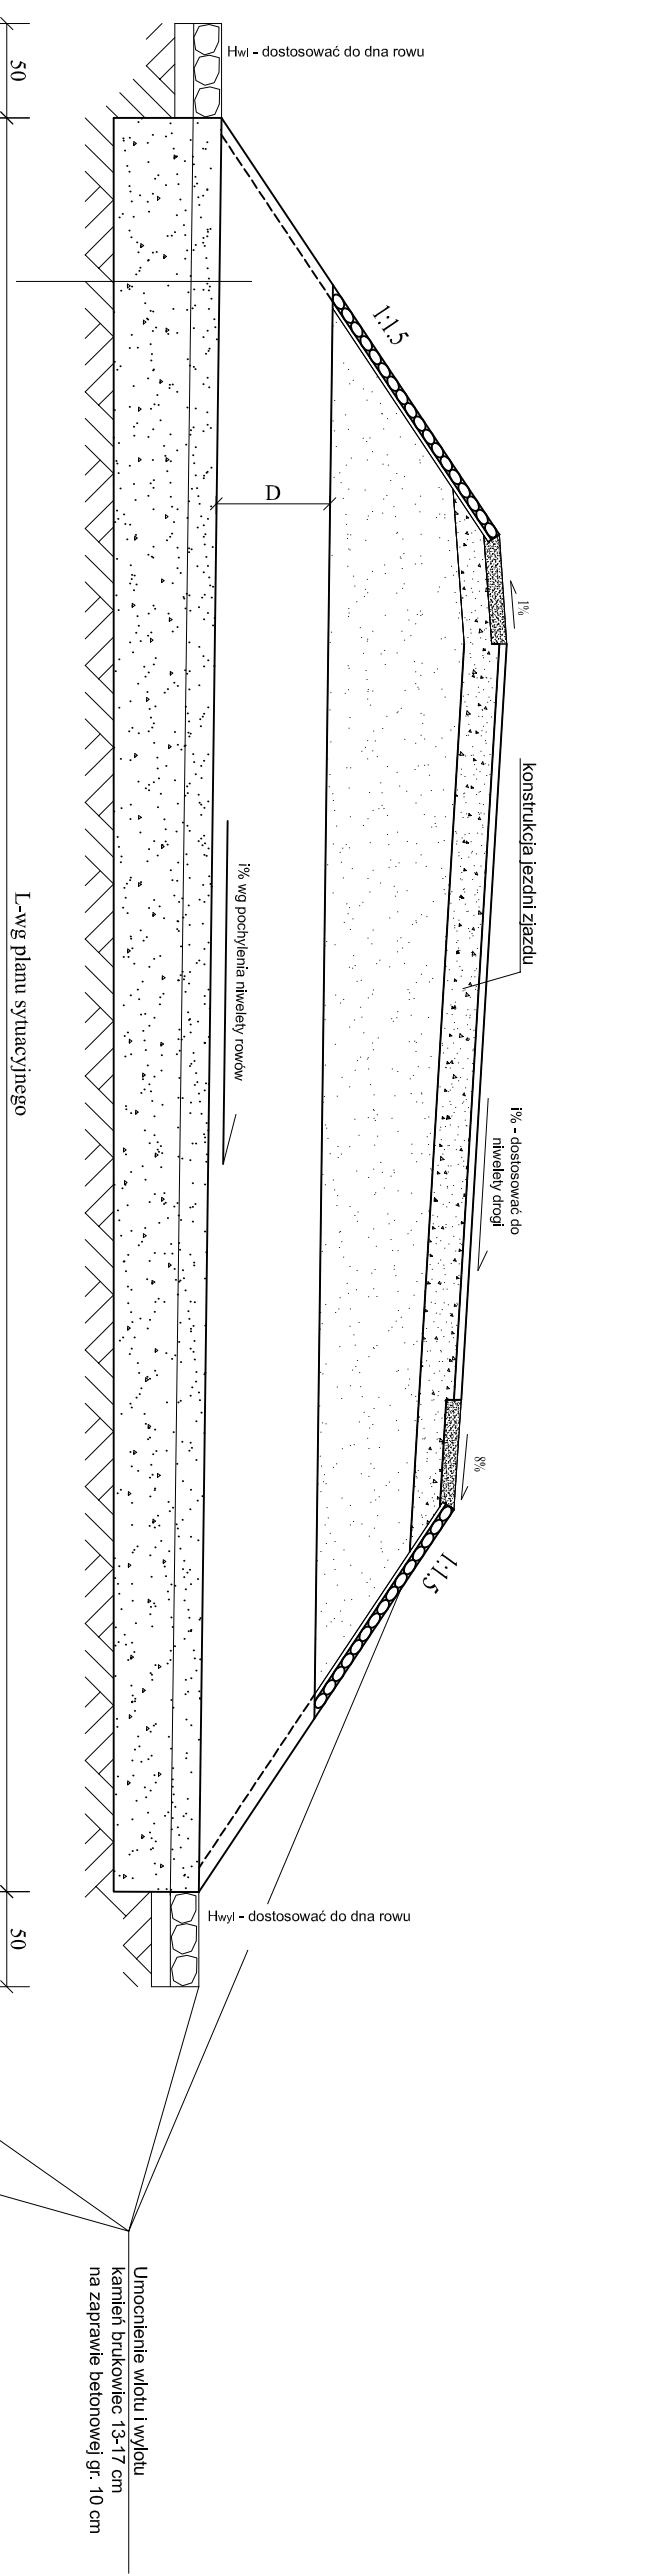 50
Hwl - dostosować do dna rowu
1:1.5
D
1%
konstrukcja jezdni zjazdu
i% wg pochylenia niwelety rowów
L-wg planu sytuacyjnego
i% - dostosować do
niwelety drogi
8%
1:1.5
Hwyl - dostosować do dna rowu
50
Umocnienie wlotu i wylotu
kamień brukowiec 13-17 cm
na zaprawie betonowej gr. 10 cm